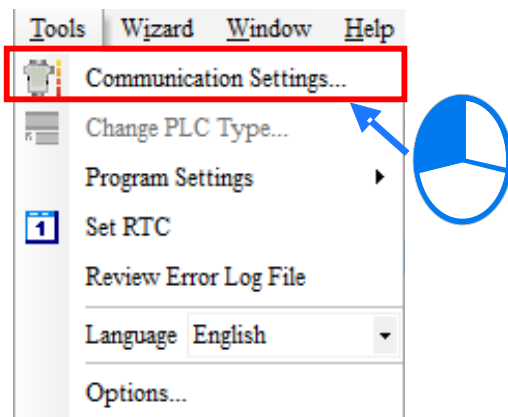 Tools Wizard Window Help
Communication Settings...
Change PLC Type...
Program Settings
1 Set RTC
Review Error Log File
Language English
Options...